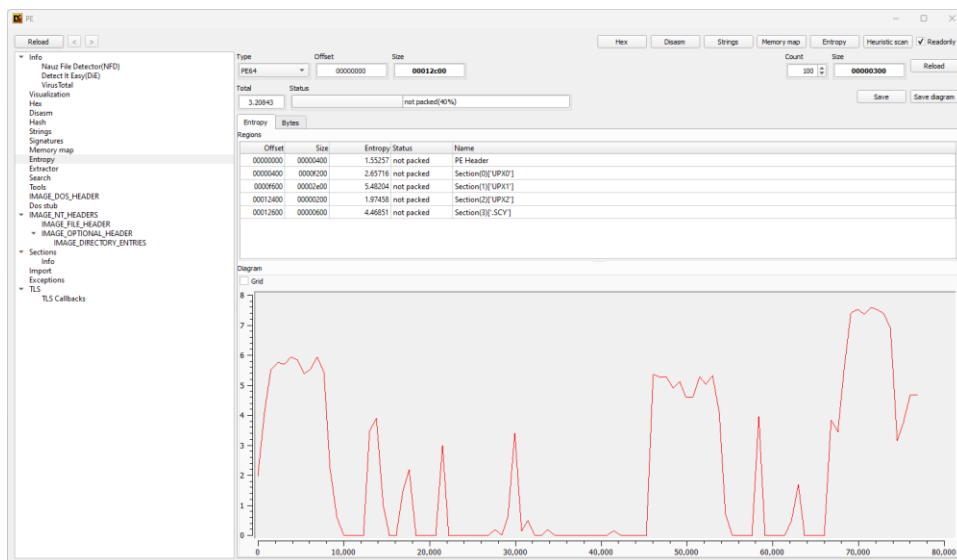 PE
Reload < >
Hex Disasm Strings Memory map Entropy Heuristic scan Readonly
Info
Nauz File Detector(NFD)
Detect It Easy(DiE)
VirusTotal
Visualization
Hex
Disasm
Hash
Strings
Signatures
Memory map
Entropy
Extractor
Search
Tools
IMAGE_DOS_HEADER
Dos stub
IMAGE_NT_HEADERS
IMAGE_FILE_HEADER
IMAGE_OPTIONAL_HEADER
IMAGE_DIRECTORY_ENTRIES
Sections
Info
Import
Exceptions
TLS
TLS Callbacks
Type Offset Size Count Size
PE64 00000000 00012c00 100 00000300 Reload
Total Status
3.20843 not packed(40%) Save Save diagram
Entropy Bytes
Regions
Offset Size Entropy Status Name
00000000 00000400 1.55257 not packed PE Header
00000400 0000f200 2.65716 not packed Section(0)['UPX0']
0000f600 00002e00 5.48204 not packed Section(1)['UPX1']
00012400 00000200 1.97458 not packed Section(2)['UPX2']
00012600 00000600 4.46851 not packed Section(3)['.SCY']
Diagram
Grid
8
7
6
5
4
3
2
1
0
0 10,000 20,000 30,000 40,000 50,000 60,000 70,000 80,000